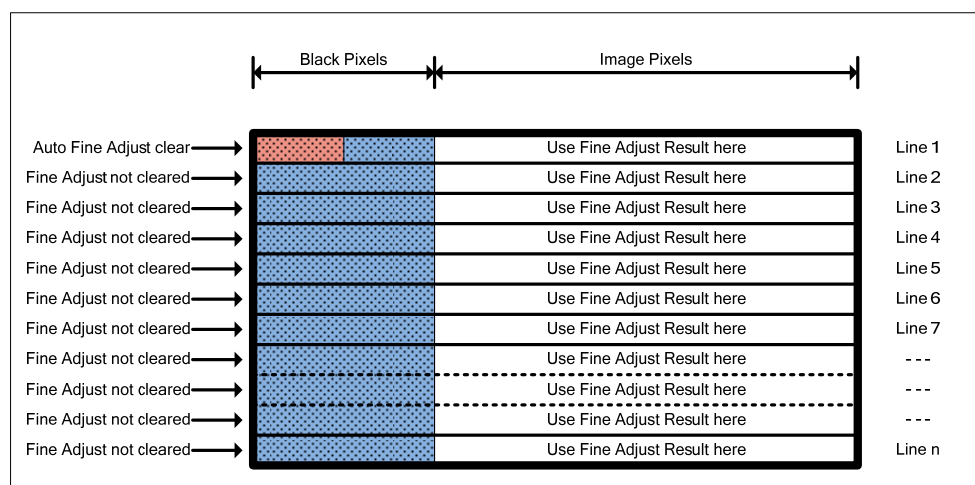 Black Pixels Image Pixels
Auto Fine Adjust clear Use Fine Adjust Result here Line 1
Fine Adjust not cleared Use Fine Adjust Result here Line 2
Fine Adjust not cleared Use Fine Adjust Result here Line 3
Fine Adjust not cleared Use Fine Adjust Result here Line 4
Fine Adjust not cleared Use Fine Adjust Result here Line 5
Fine Adjust not cleared Use Fine Adjust Result here Line 6
Fine Adjust not cleared Use Fine Adjust Result here Line 7
Fine Adjust not cleared Use Fine Adjust Result here ---
Fine Adjust not cleared Use Fine Adjust Result here ---
Fine Adjust not cleared Use Fine Adjust Result here ---
Fine Adjust not cleared Use Fine Adjust Result here Line n